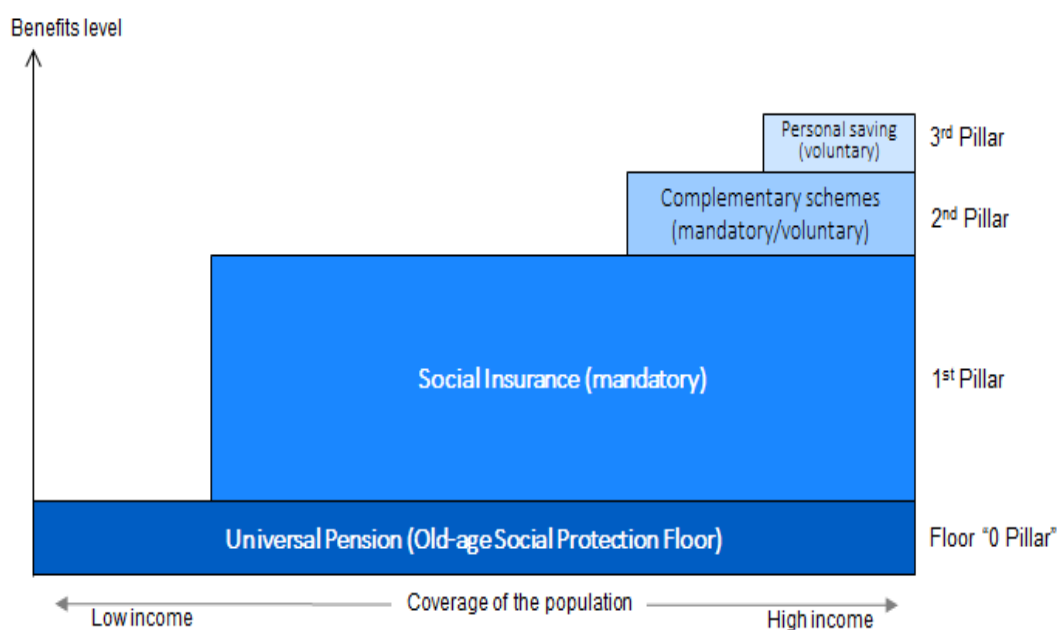 Benefits level
Personal saving
(voluntary)
3rd Pillar
Complementary schemes
(mandatory/voluntary)
2nd Pillar
Social Insurance (mandatory)
1st Pillar
Universal Pension (Old-age Social Protection Floor)
Floor “0 Pillar”
Low income
Coverage of the population
High income